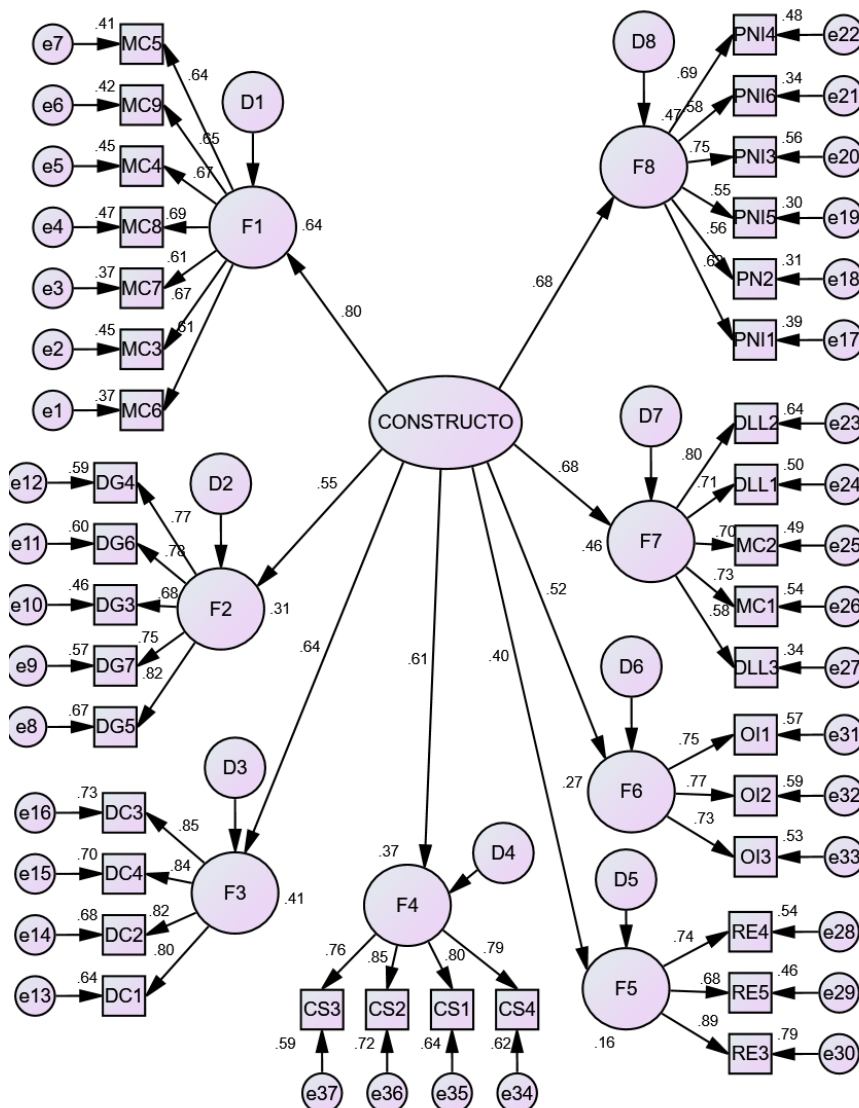 e7 .41 MC5 .64
e6 .42 MC9 .65
e5 .45 MC4 .67
e4 .47 MC8 .69
e3 .37 MC7 .61
e2 .45 MC3 .67
e1 .37 MC6 .61
D1
F1 .64
.80
D8
.47 F8
.68
.69 PNI4 .48 e22
.58 PNI6 .34 e21
.75 PNI3 .56 e20
.55 PNI5 .30 e19
.56 PN2 .31 e18
PNI1 .39 e17
CONSTRUCTO
e12 .59 DG4 .77
e11 .60 DG6 .78
e10 .46 DG3 .68
e9 .57 DG7 .75
e8 .67 DG5 .82
D2
F2 .31
.55
D7
.46 F7
.68
.80 DLL2 .64 e23
.71 DLL1 .50 e24
.70 MC2 .49 e25
.73 MC1 .54 e26
.58 DLL3 .34 e27
.64
.61
.40
.52
D6
.27 F6
.75 OI1 .57 e31
.77 OI2 .59 e32
.73 OI3 .53 e33
e16 .73 DC3 .85
e15 .70 DC4 .84
e14 .68 DC2 .82
e13 .64 DC1 .80
D3
F3 .41
D4
.37 F4
.76 .85 .80 .79
CS3 CS2 CS1 CS4
.59 .72 .64 .62
e37 e36 e35 e34
D5
F5
.16
.74 RE4 .54 e28
.68 RE5 .46 e29
.89 RE3 .79 e30